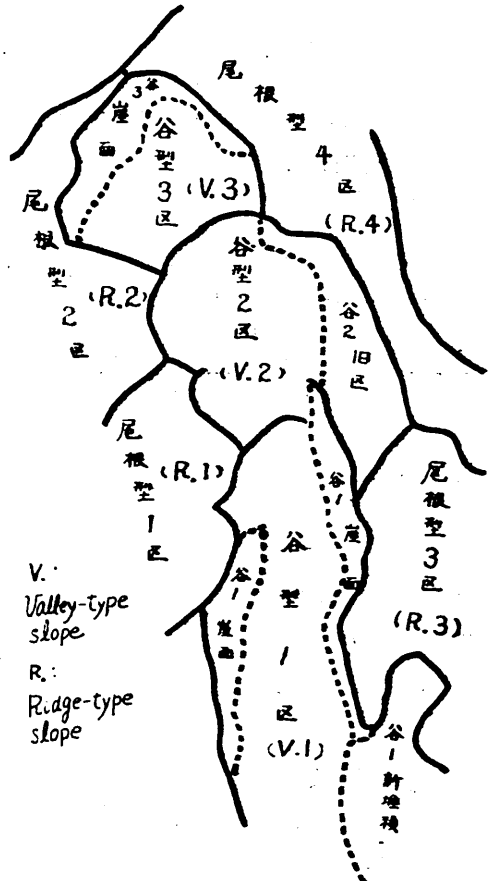 谷3
崖面
谷型3区
(V.3)
尾根型4区
(R.4)
尾根型2区
(R.2)
谷型2区
(V.2)
谷2旧区
尾根型1区
(R.1)
谷1崖面
尾根型3区
(R.3)
谷1崖面
谷型1区
(V.1)
谷1新堆積
V.:
Valley-type
slope
R.:
Ridge-type
slope